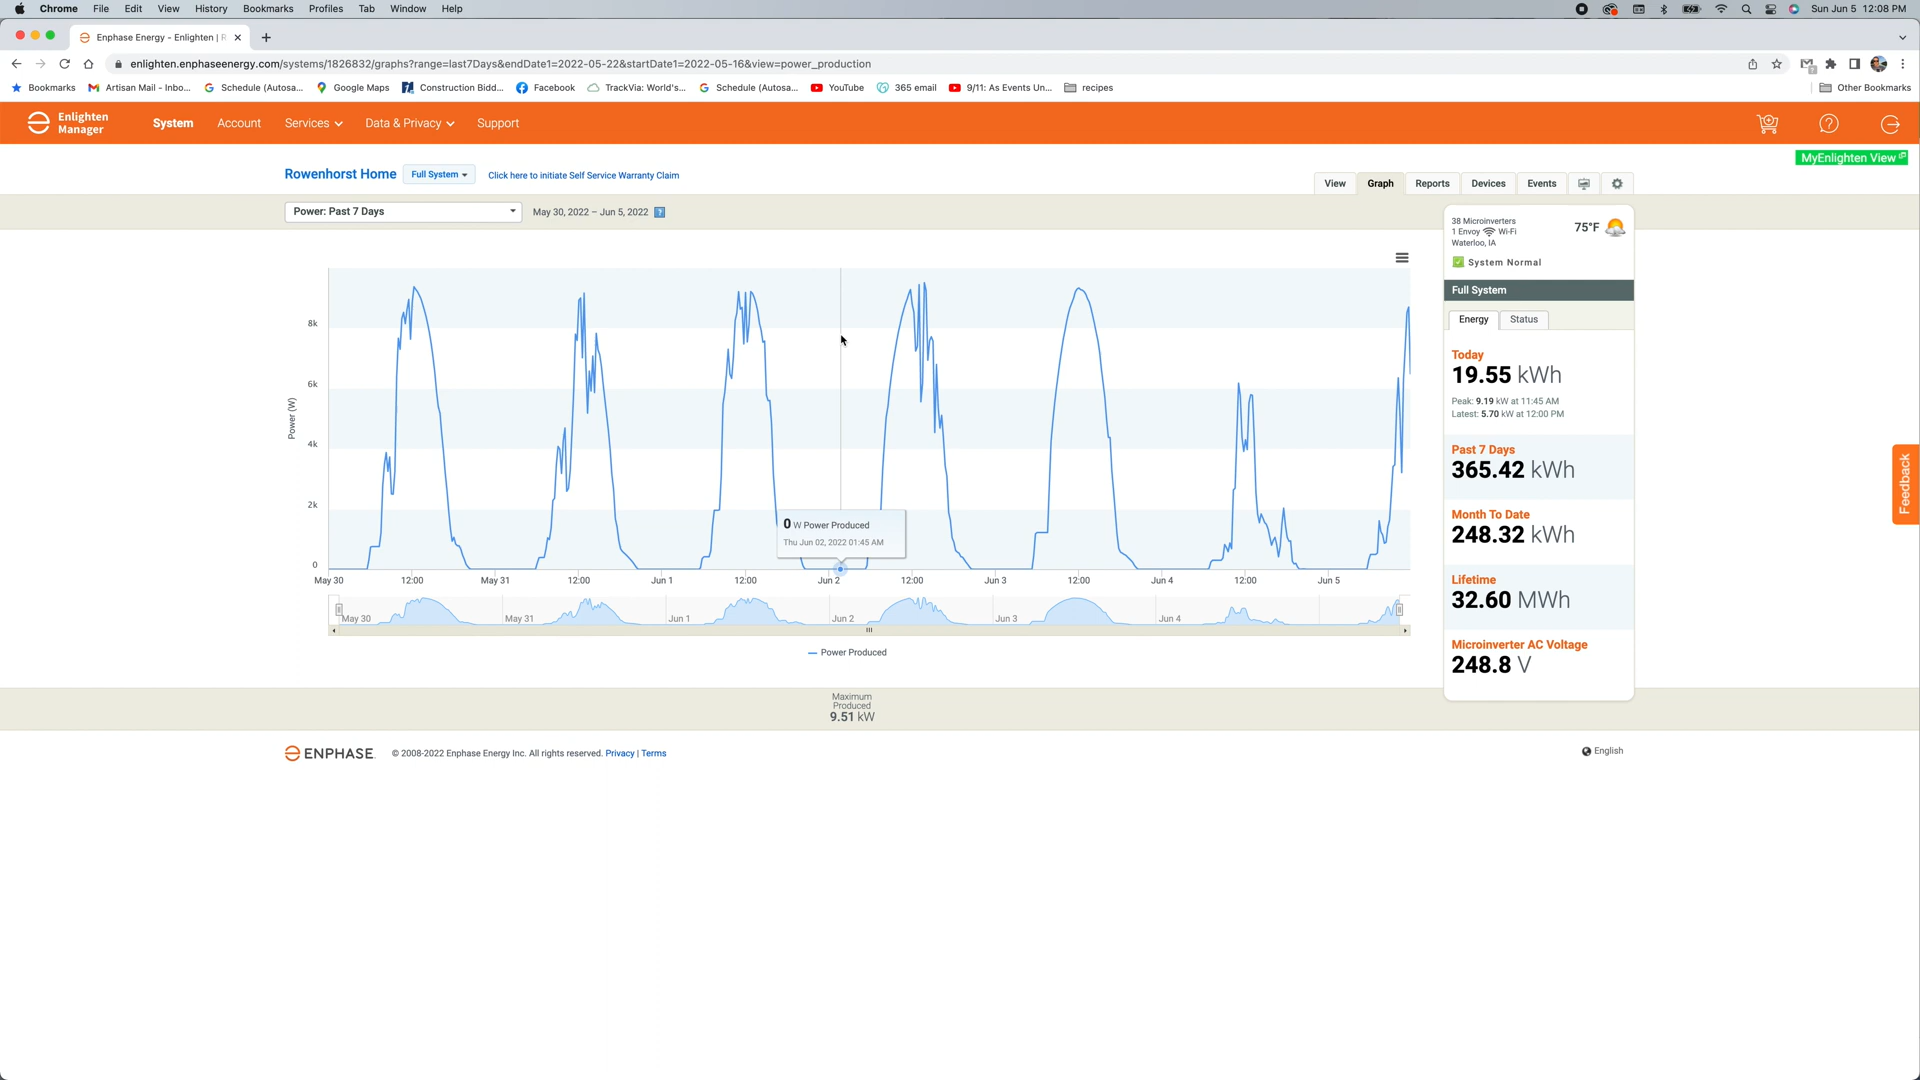 Chrome File Edit View History Bookmarks Profiles Tab Window Help Sun Jun 5 12:08 PM
Enphase Energy - Enlighten | R
enlighten.enphaseenergy.com/systems/1826832/graphs?range=last7Days&endDate1=2022-05-22&startDate1=2022-05-16&view=power_production
Bookmarks Artisan Mail - Inbo... Schedule (Autosa... Google Maps Construction Bidd... Facebook TrackVia: World's... Schedule (Autosa... YouTube 365 email 9/11: As Events Un... recipes Other Bookmarks
Enlighten
Manager
System Account Services Data & Privacy Support
MyEnlighten View
Rowenhorst Home Full System Click here to initiate Self Service Warranty Claim
View Graph Reports Devices Events
Power: Past 7 Days May 30, 2022 – Jun 5, 2022 ?
38 Microinverters
1 Envoy Wi-Fi
Waterloo, IA
75°F
System Normal
Full System
Energy Status
Today
19.55 kWh
Peak: 9.19 kW at 11:45 AM
Latest: 5.70 kW at 12:00 PM
Past 7 Days
365.42 kWh
Month To Date
248.32 kWh
Lifetime
32.60 MWh
Microinverter AC Voltage
248.8 V
Feedback
Power (W)
8k
6k
4k
2k
0
0 W Power Produced
Thu Jun 02, 2022 01:45 AM
May 30 12:00 May 31 12:00 Jun 1 12:00 Jun 2 12:00 Jun 3 12:00 Jun 4 12:00 Jun 5
May 30 May 31 Jun 1 Jun 2 Jun 3 Jun 4
Power Produced
Maximum
Produced
9.51 kW
ENPHASE © 2008-2022 Enphase Energy Inc. All rights reserved. Privacy | Terms
English